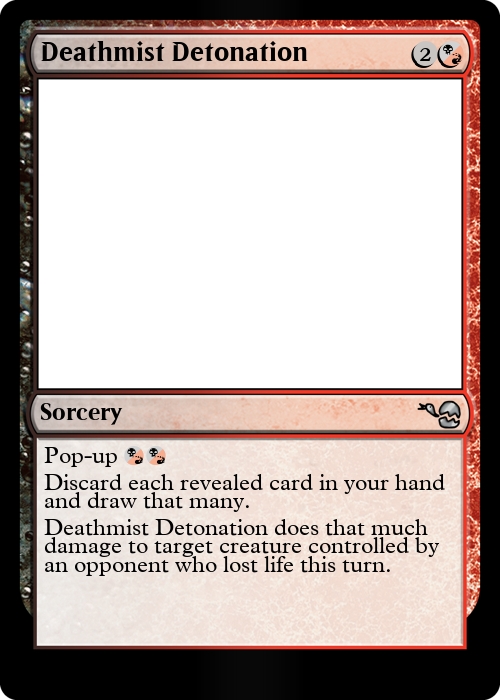 Deathmist Detonation 2
Sorcery
Pop-up
Discard each revealed card in your hand
and draw that many.
Deathmist Detonation does that much
damage to target creature controlled by
an opponent who lost life this turn.